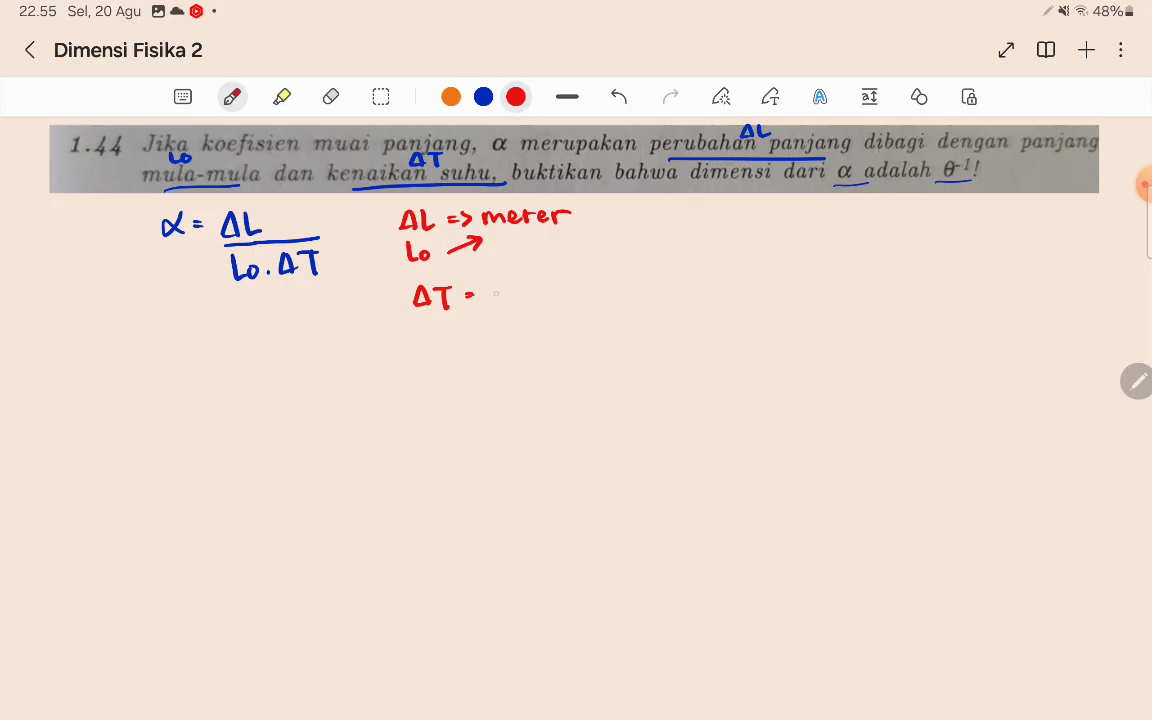 22.55 Sel, 20 Agu
48%
Dimensi Fisika 2
ΔL
1.44 Jika koefisien muai panjang, α merupakan perubahan panjang dibagi dengan panjang
Lo ΔT
mula-mula dan kenaikan suhu, buktikan bahwa dimensi dari α adalah θ⁻¹!
α = ΔL
Lo . ΔT
ΔL => meter
Lo
ΔT =